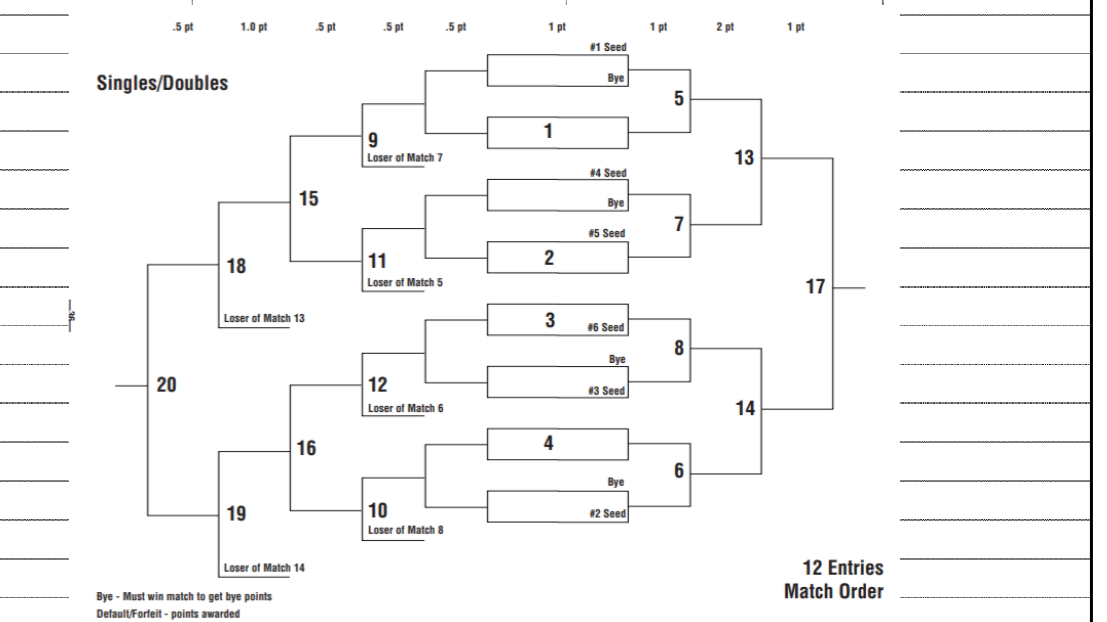 .5 pt 1.0 pt .5 pt .5 pt .5 pt 1 pt 1 pt 2 pt 1 pt
#1 Seed
Singles/Doubles
Bye
5
1
9
Loser of Match 7
13
#4 Seed
15
Bye
7
#5 Seed
2
11
18
Loser of Match 5
17
Loser of Match 13
3
#6 Seed
8
Bye
20
12
#3 Seed
Loser of Match 6
14
4
16
6
Bye
10
19
#2 Seed
Loser of Match 8
Loser of Match 14
12 Entries
Match Order
Bye - Must win match to get bye points
Default/Forfeit - points awarded